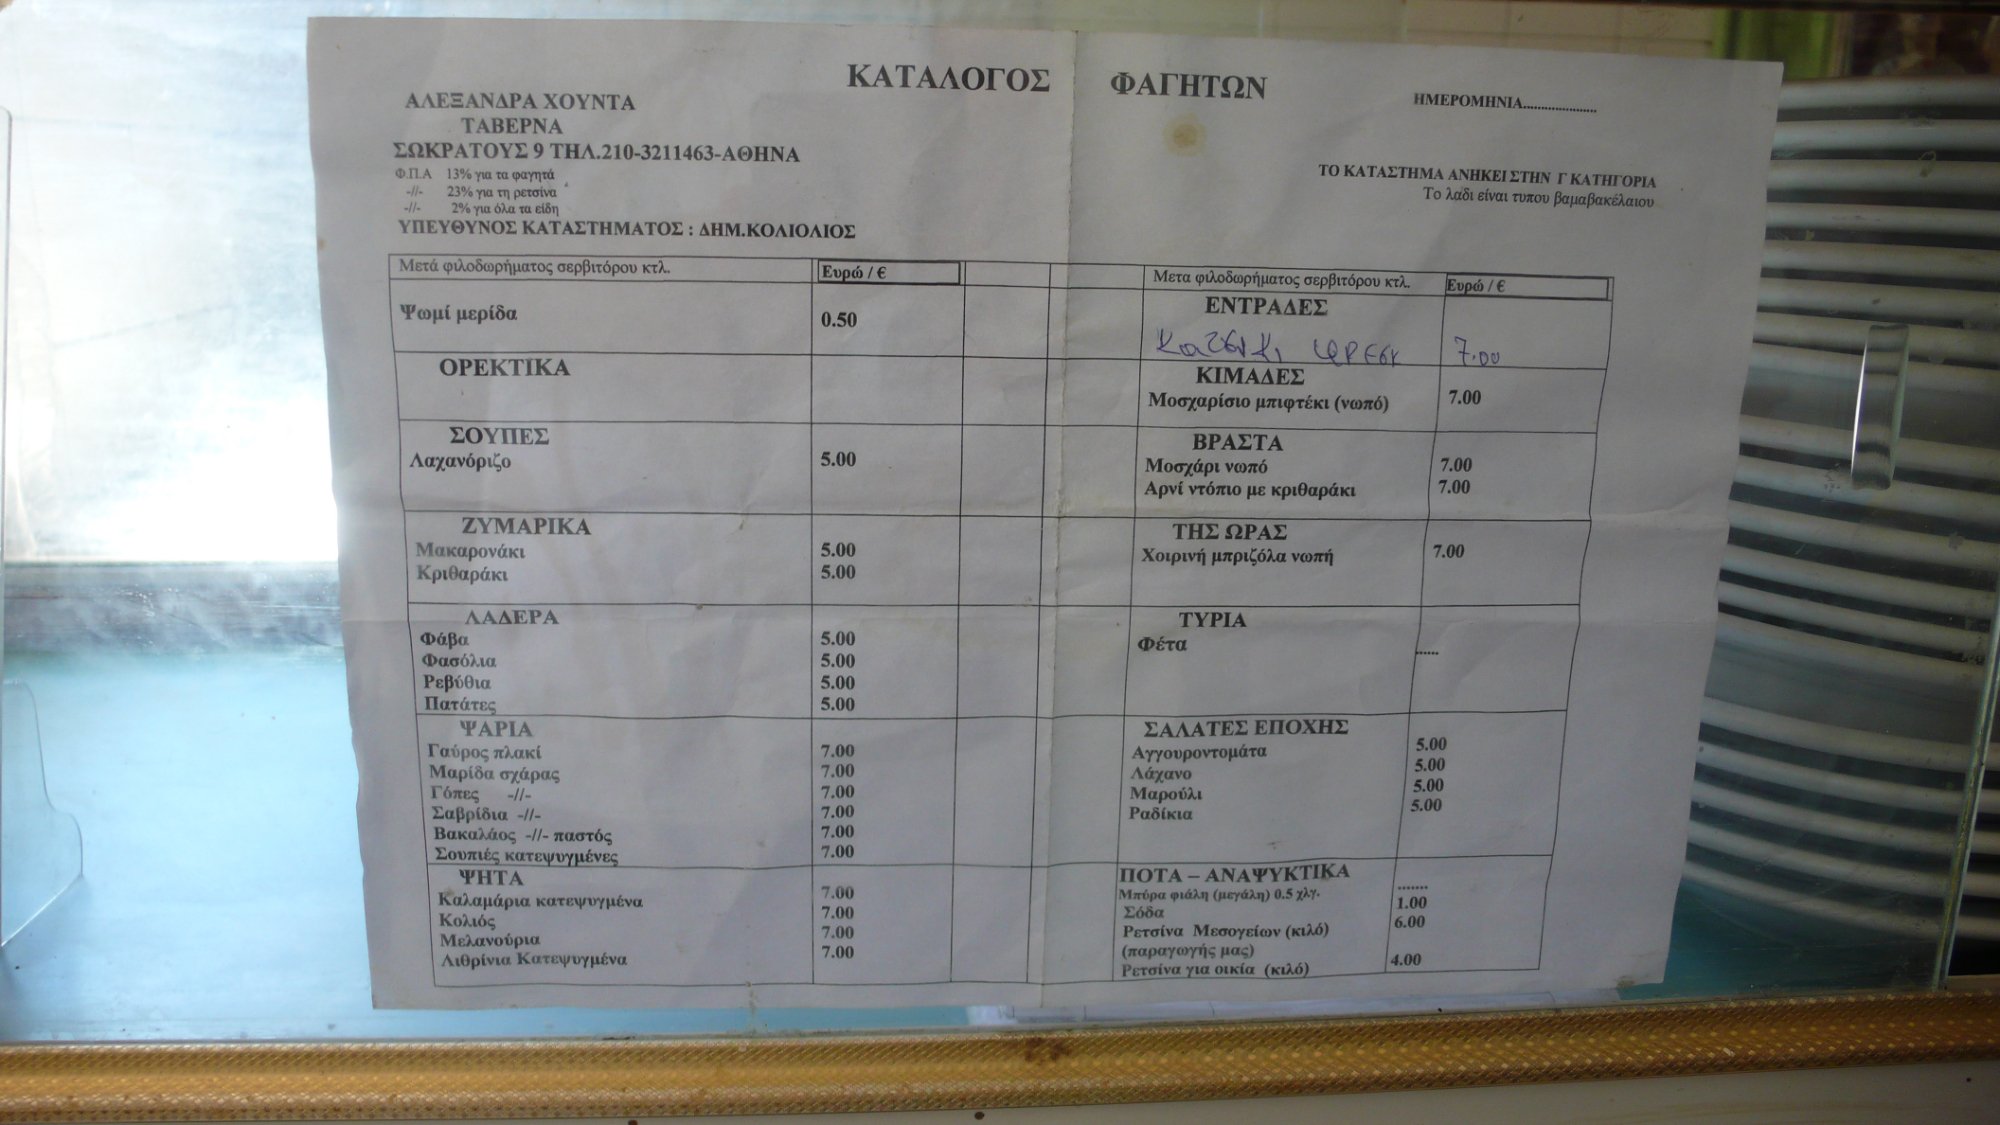 ΚΑΤΑΛΟΓΟΣ ΦΑΓΗΤΩΝ
ΑΛΕΞΑΝΔΡΑ ΧΟΥΝΤΑ
ΤΑΒΕΡΝΑ
ΣΩΚΡΑΤΟΥΣ 9 ΤΗΛ.210-3211463-ΑΘΗΝΑ
Φ.Π.Α 13% για τα φαγητά
-//- 23% για τη ρετσίνα
-//- 2% για όλα τα είδη
ΥΠΕΥΘΥΝΟΣ ΚΑΤΑΣΤΗΜΑΤΟΣ : ΔΗΜ.ΚΟΛΙΟΛΙΟΣ
ΗΜΕΡΟΜΗΝΙΑ.....................
ΤΟ ΚΑΤΑΣΤΗΜΑ ΑΝΗΚΕΙ ΣΤΗΝ Γ ΚΑΤΗΓΟΡΙΑ
Το λάδι είναι τυπου βαμαβακέλαιου
Μετά φιλοδωρήματος σερβιτόρου κτλ. Ευρώ / €
Ψωμί μερίδα 0.50
ΟΡΕΚΤΙΚΑ
ΣΟΥΠΕΣ
Λαχανόριζο 5.00
ΖΥΜΑΡΙΚΑ
Μακαρονάκι 5.00
Κριθαράκι 5.00
ΛΑΔΕΡΑ
Φάβα 5.00
Φασόλια 5.00
Ρεβύθια 5.00
Πατάτες 5.00
ΨΑΡΙΑ
Γαύρος πλακί 7.00
Μαρίδα σχάρας 7.00
Γόπες -//- 7.00
Σαβρίδια -//- 7.00
Βακαλάος -//- παστός 7.00
Σουπιές κατεψυγμένες 7.00
ΨΗΤΑ
Καλαμάρια κατεψυγμένα 7.00
Κολιός 7.00
Μελανούρια 7.00
Λιθρίνια Κατεψυγμένα 7.00
Μετα φιλοδωρήματος σερβιτόρου κτλ. Ευρώ / €
ΕΝΤΡΑΔΕΣ
7.00
ΚΙΜΑΔΕΣ
Μοσχαρίσιο μπιφτέκι (νωπό) 7.00
ΒΡΑΣΤΑ
Μοσχάρι νωπό 7.00
Αρνί ντόπιο με κριθαράκι 7.00
ΤΗΣ ΩΡΑΣ
Χοιρινή μπριζόλα νωπή 7.00
ΤΥΡΙΑ
Φέτα ......
ΣΑΛΑΤΕΣ ΕΠΟΧΗΣ
Αγγουροντομάτα 5.00
Λάχανο 5.00
Μαρούλι 5.00
Ραδίκια 5.00
ΠΟΤΑ – ΑΝΑΨΥΚΤΙΚΑ
Μπύρα φιάλη (μεγάλη) 0.5 χλγ. .......
Σόδα 1.00
Ρετσίνα Μεσογείων (κιλό) 6.00
(παραγωγής μας)
Ρετσίνα για οικία (κιλό) 4.00